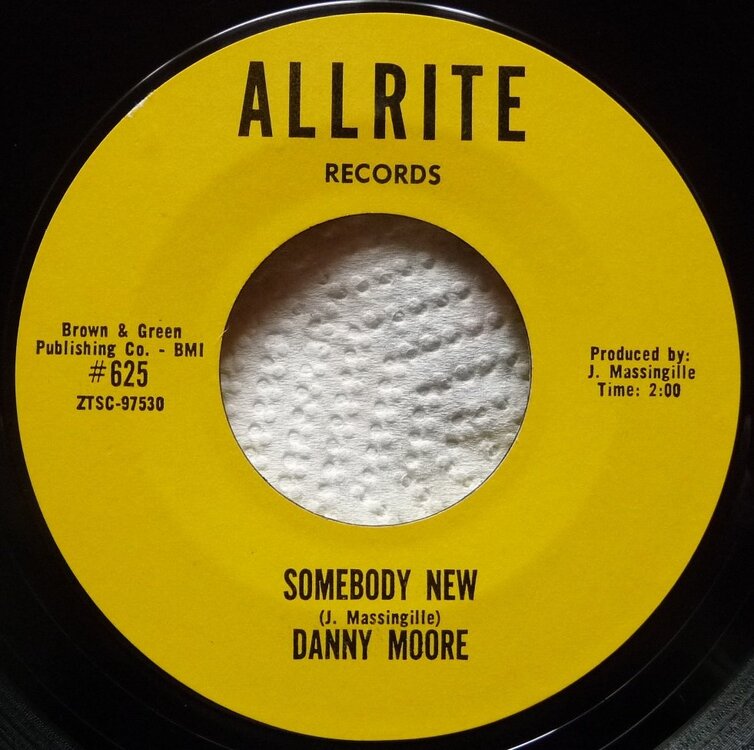 ALLRITE
RECORDS
Brown & Green
Publishing Co. - BMI
#625
ZTSC-97530
Produced by:
J. Massingille
Time: 2:00
SOMEBODY NEW
(J. Massingille)
DANNY MOORE